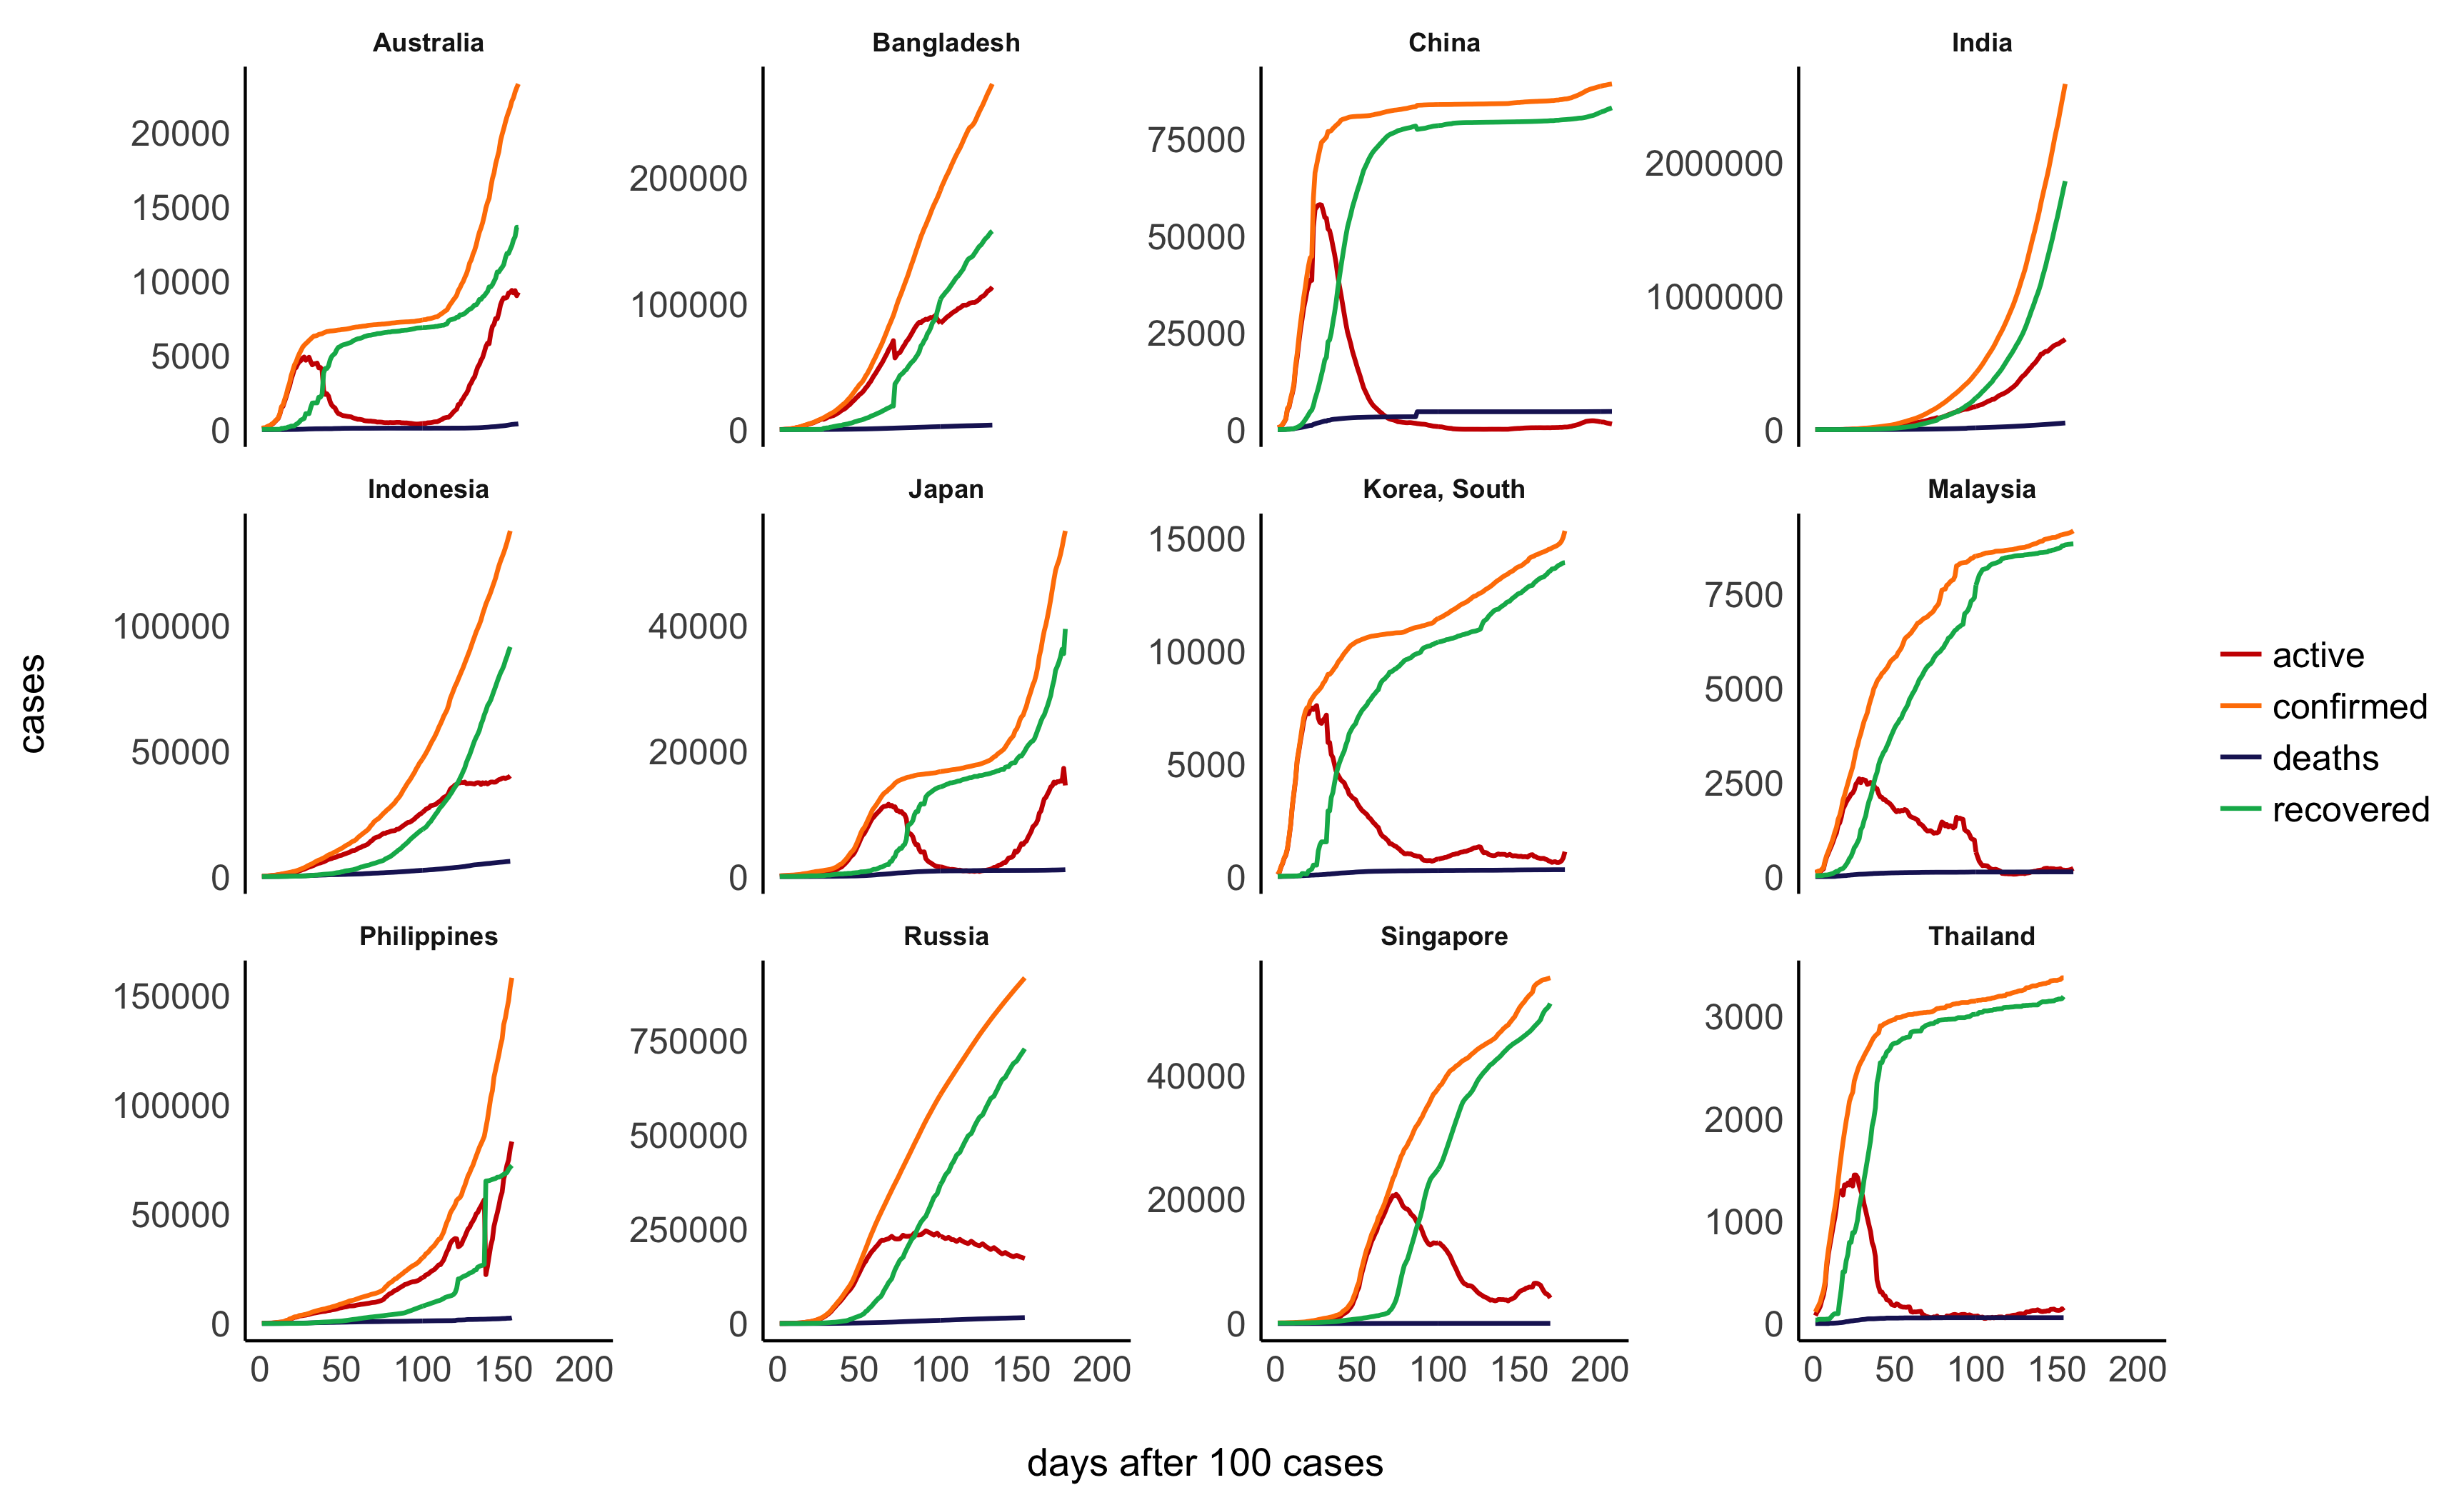 Australia
Bangladesh
China
India
20000
15000
10000
5000
0
200000
100000
0
75000
50000
25000
0
2000000
1000000
0
Indonesia
Japan
Korea, South
Malaysia
100000
50000
0
40000
20000
0
15000
10000
5000
0
7500
5000
2500
0
cases
active
confirmed
deaths
recovered
Philippines
Russia
Singapore
Thailand
150000
100000
50000
0
750000
500000
250000
0
40000
20000
0
3000
2000
1000
0
0 50 100 150 200
0 50 100 150 200
0 50 100 150 200
0 50 100 150 200
days after 100 cases